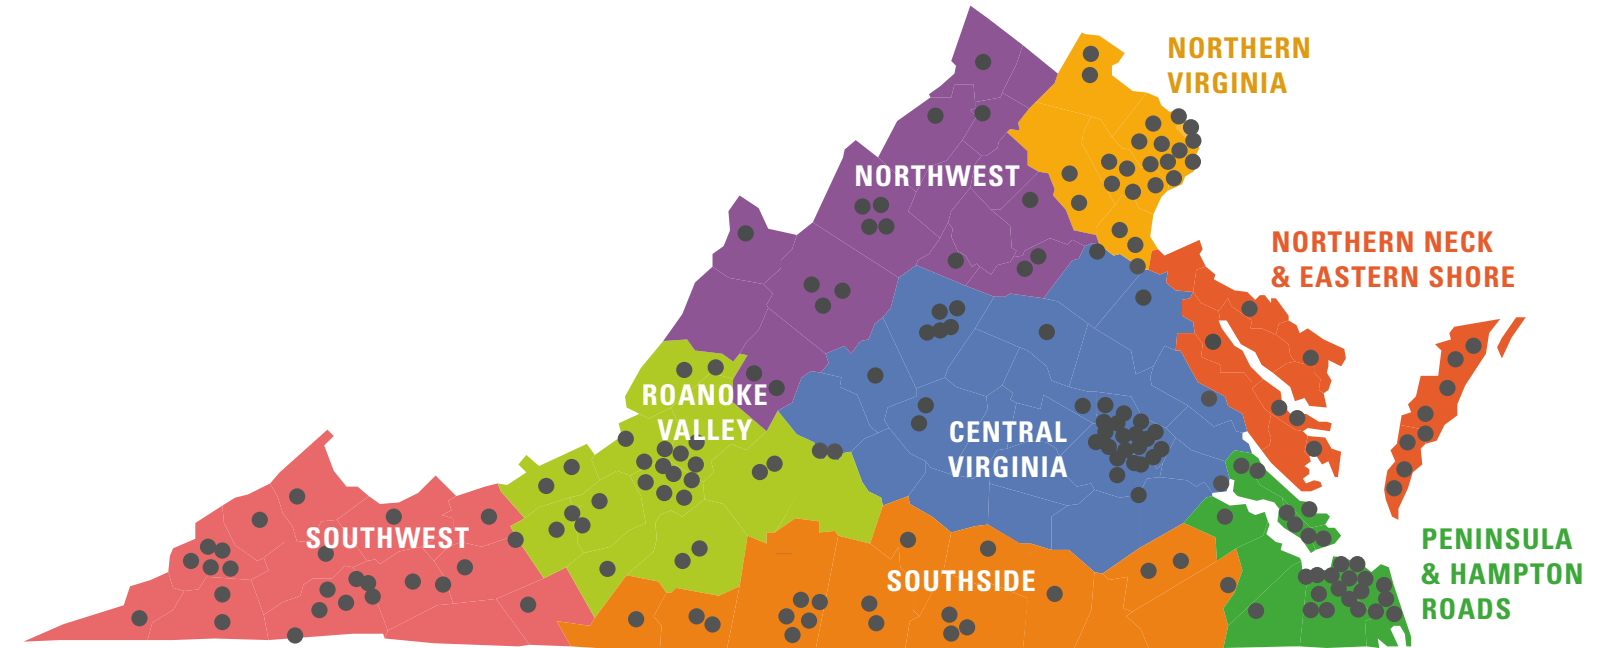 NORTHERN
VIRGINIA
NORTHWEST
NORTHERN NECK
& EASTERN SHORE
ROANOKE
VALLEY
CENTRAL
VIRGINIA
SOUTHWEST
SOUTHSIDE
PENINSULA
& HAMPTON
ROADS